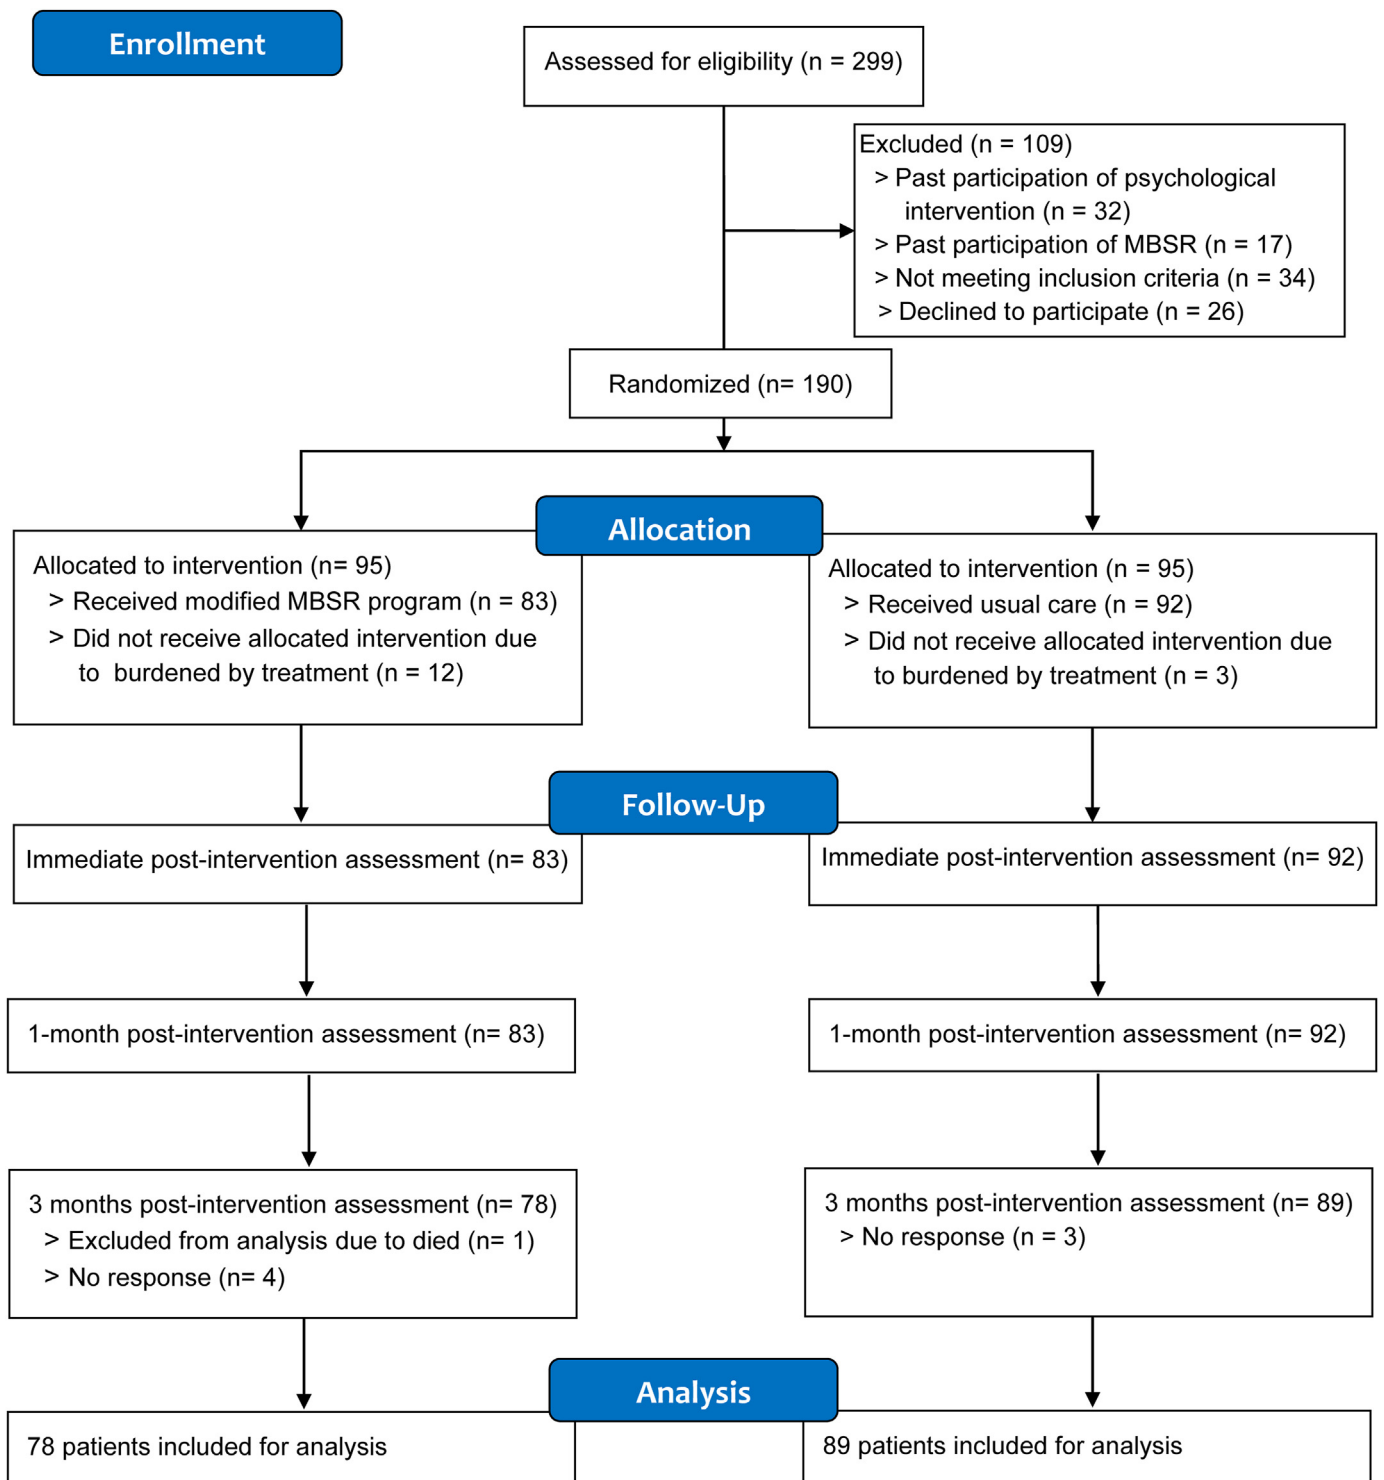 Enrollment
Assessed for eligibility (n = 299)
Excluded (n = 109)
> Past participation of psychological
intervention (n = 32)
> Past participation of MBSR (n = 17)
> Not meeting inclusion criteria (n = 34)
> Declined to participate (n = 26)
Randomized (n= 190)
Allocation
Allocated to intervention (n= 95)
> Received modified MBSR program (n = 83)
> Did not receive allocated intervention due
to burdened by treatment (n = 12)
Allocated to intervention (n = 95)
> Received usual care (n = 92)
> Did not receive allocated intervention due
to burdened by treatment (n = 3)
Follow-Up
Immediate post-intervention assessment (n= 83)
Immediate post-intervention assessment (n= 92)
1-month post-intervention assessment (n= 83)
1-month post-intervention assessment (n= 92)
3 months post-intervention assessment (n= 78)
> Excluded from analysis due to died (n= 1)
> No response (n= 4)
3 months post-intervention assessment (n= 89)
> No response (n = 3)
Analysis
78 patients included for analysis
89 patients included for analysis